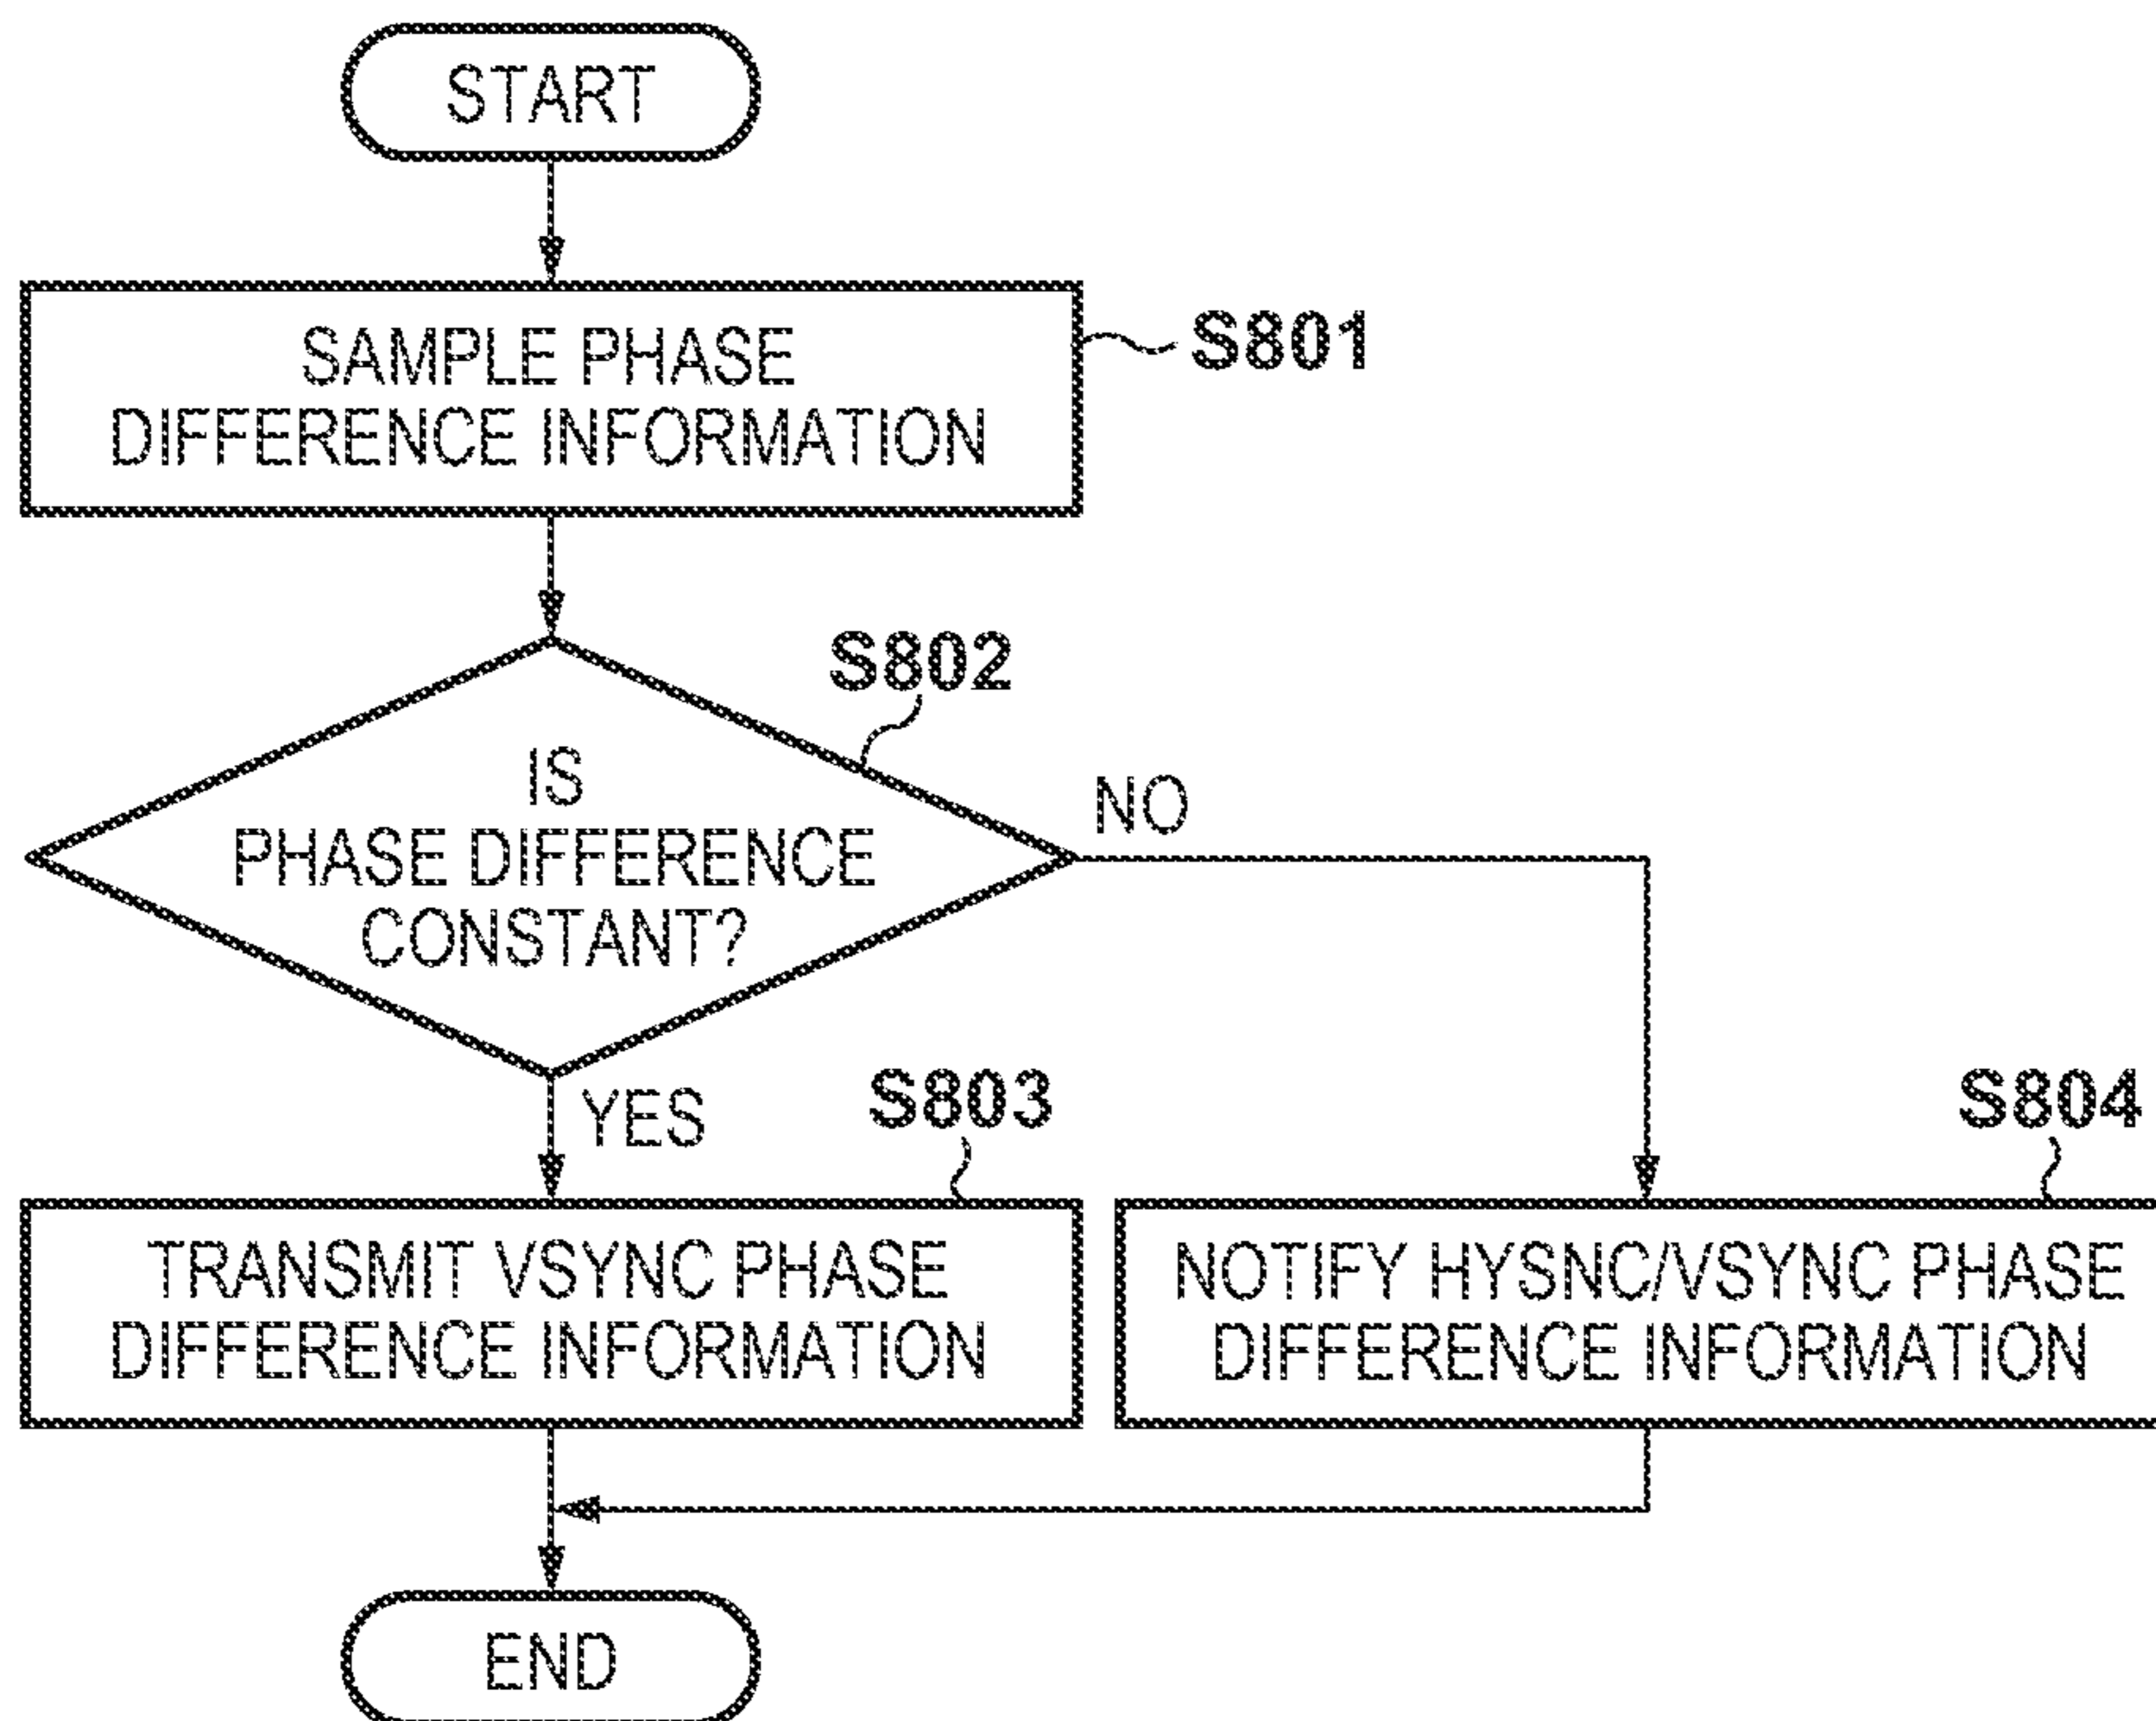 START
SAMPLE PHASE
DIFFERENCE INFORMATION
S801
S802
IS
PHASE DIFFERENCE
CONSTANT?
NO
YES
S803
TRANSMIT VSYNC PHASE
DIFFERENCE INFORMATION
S804
NOTIFY HYSNC/VSYNC PHASE
DIFFERENCE INFORMATION
END